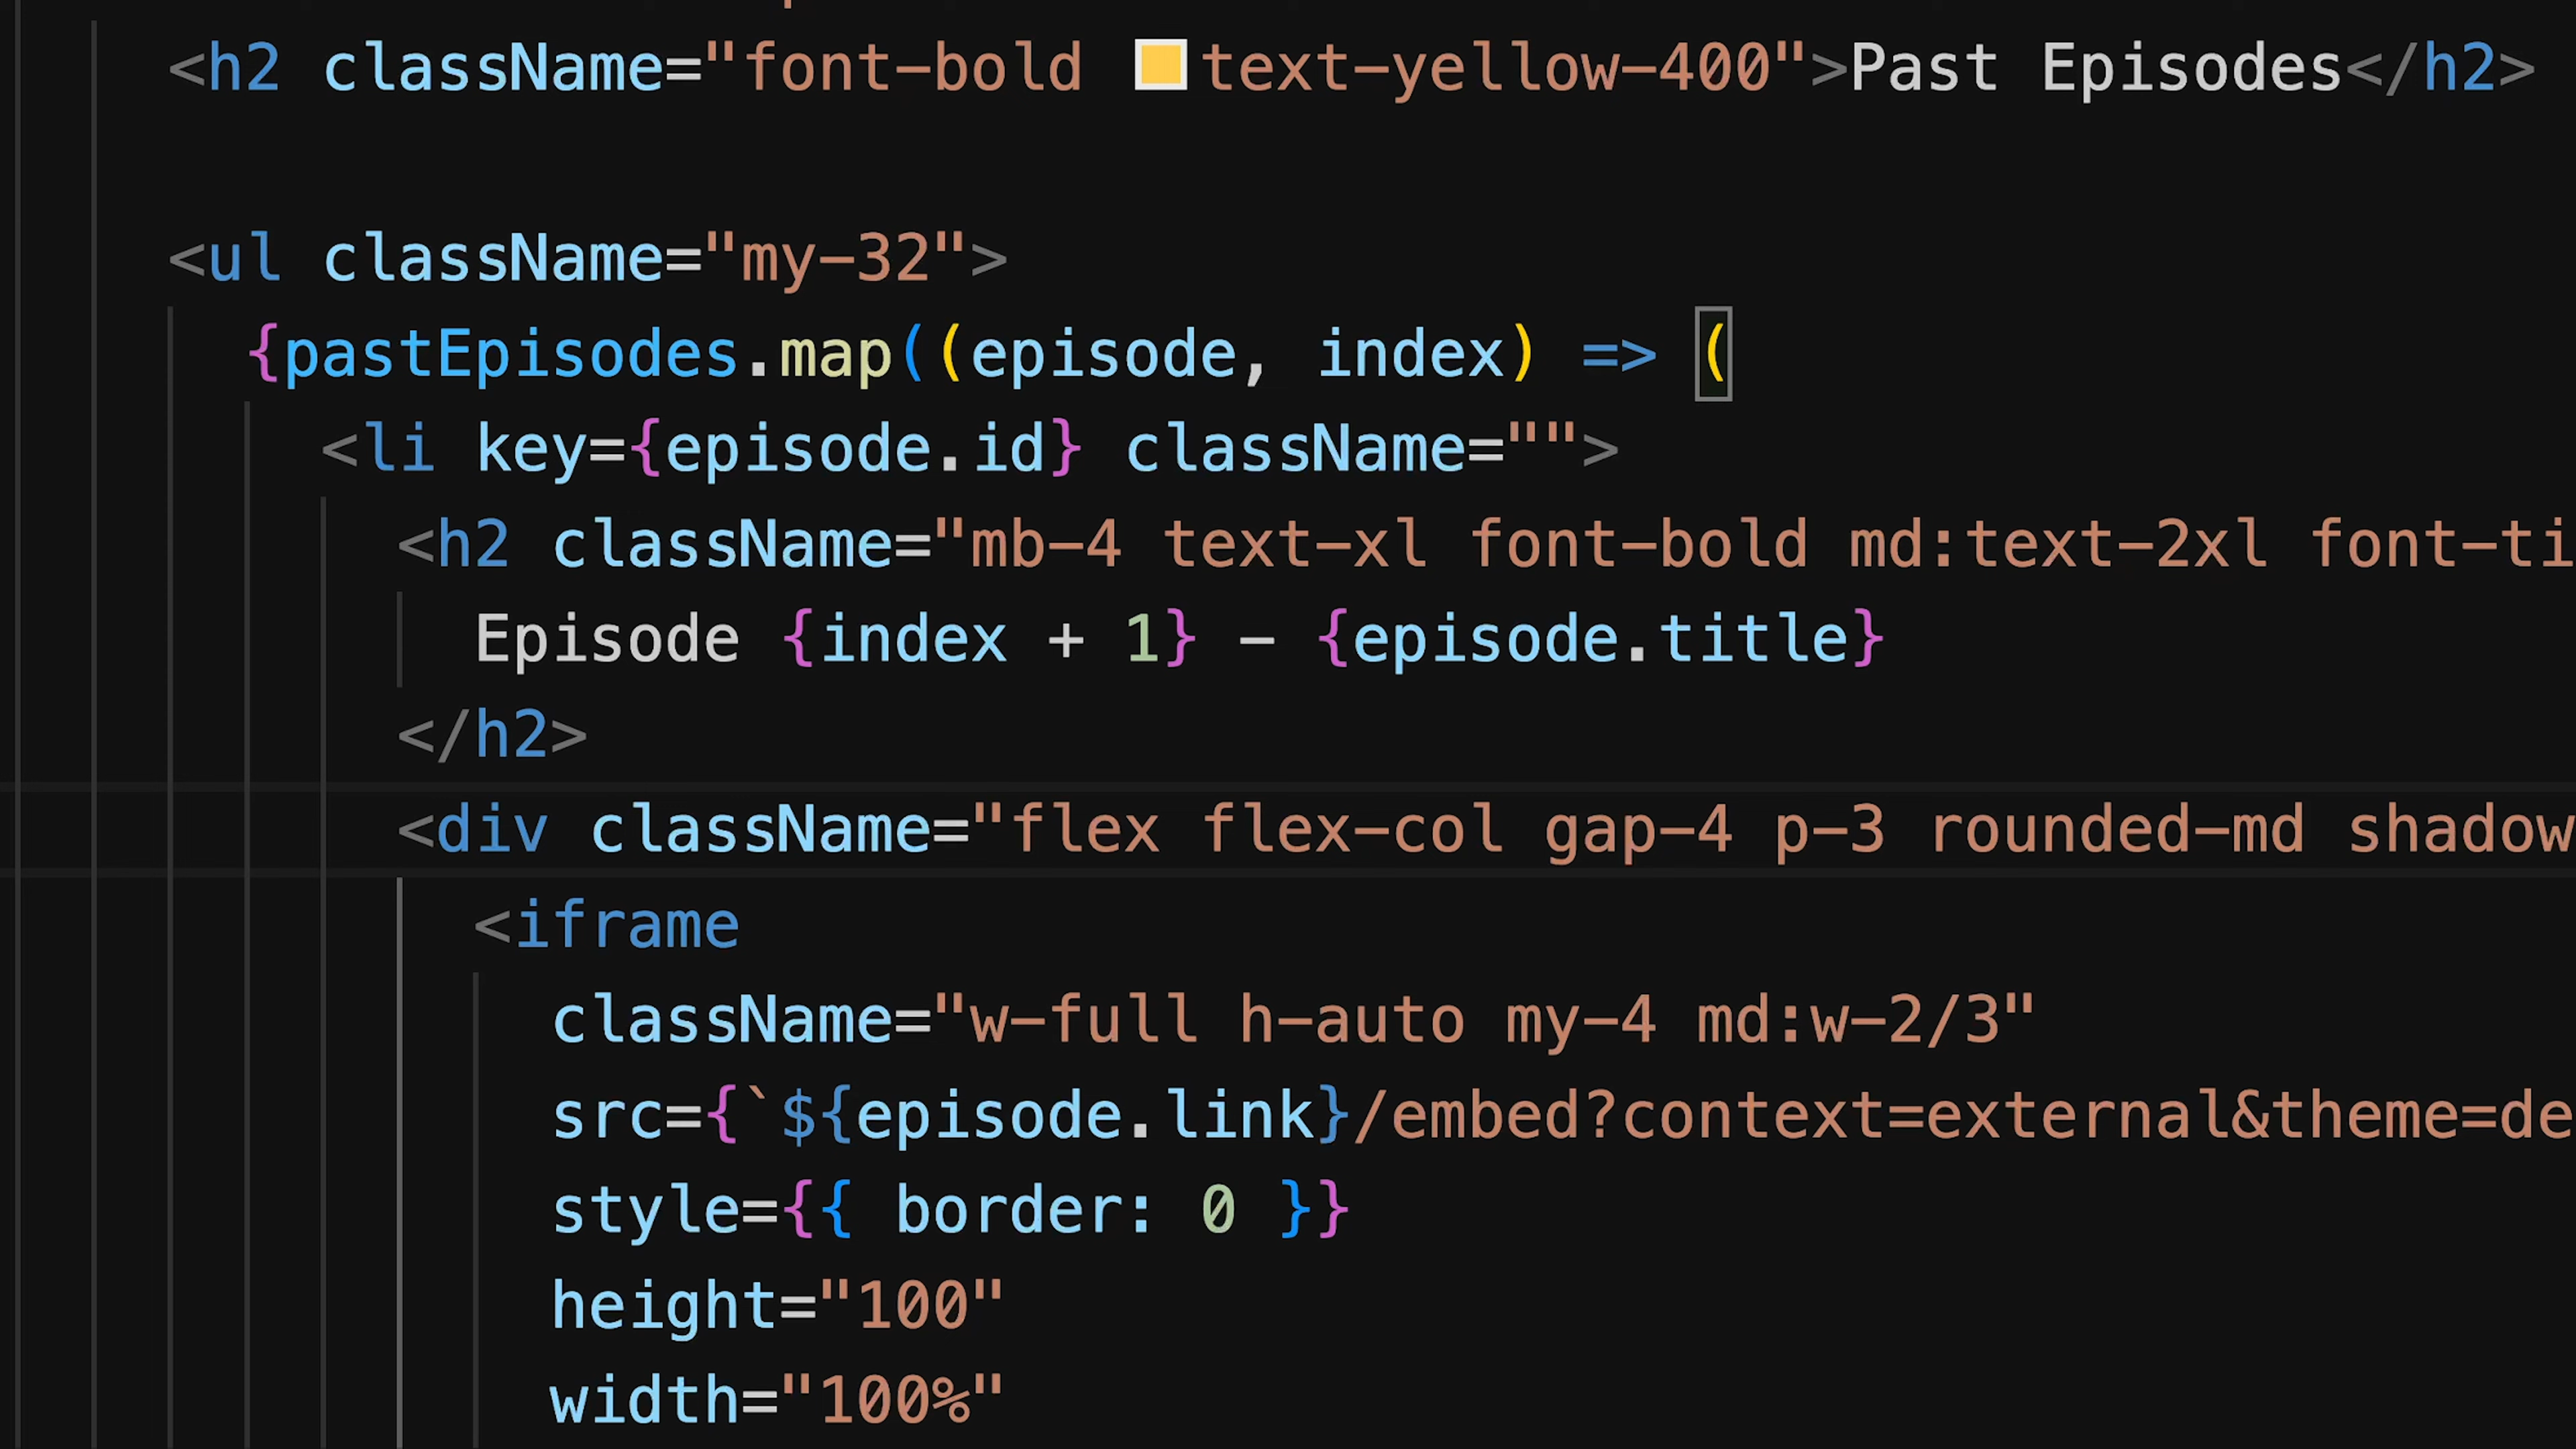 <h2 className="font-bold text-yellow-400">Past Episodes</h2>
<ul className="my-32">
{pastEpisodes.map((episode, index) => (
<li key={episode.id} className="">
<h2 className="mb-4 text-xl font-bold md:text-2xl font-ti
Episode {index + 1} - {episode.title}
</h2>
<div className="flex flex-col gap-4 p-3 rounded-md shadow
<iframe
className="w-full h-auto my-4 md:w-2/3"
src={`${episode.link}/embed?context=external&theme=de
style={{ border: 0 }}
height="100"
width="100%"